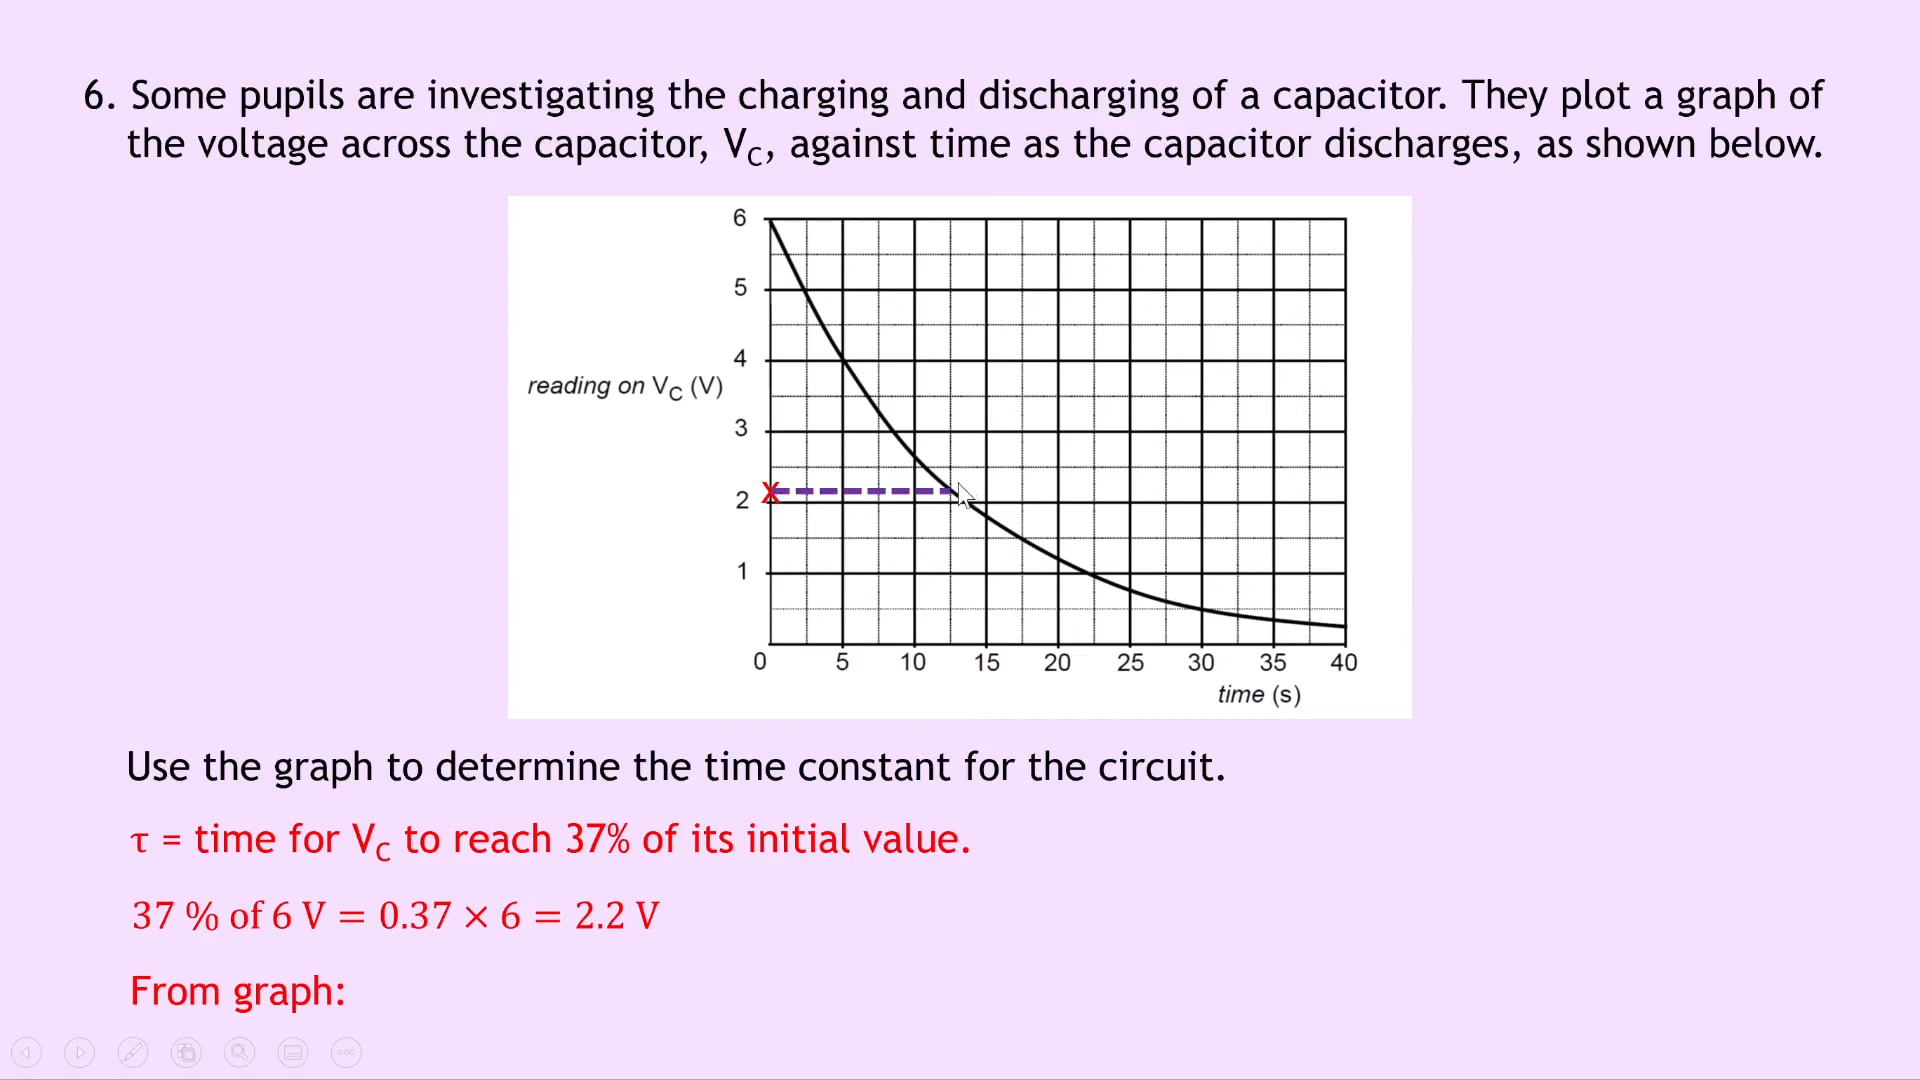 6. Some pupils are investigating the charging and discharging of a capacitor. They plot a graph of
the voltage across the capacitor, V_C, against time as the capacitor discharges, as shown below.
6
5
4
reading on V_C (V)
3
X
2
1
0 5 10 15 20 25 30 35 40
time (s)
Use the graph to determine the time constant for the circuit.
τ = time for V_C to reach 37% of its initial value.
37 % of 6 V = 0.37 × 6 = 2.2 V
From graph: